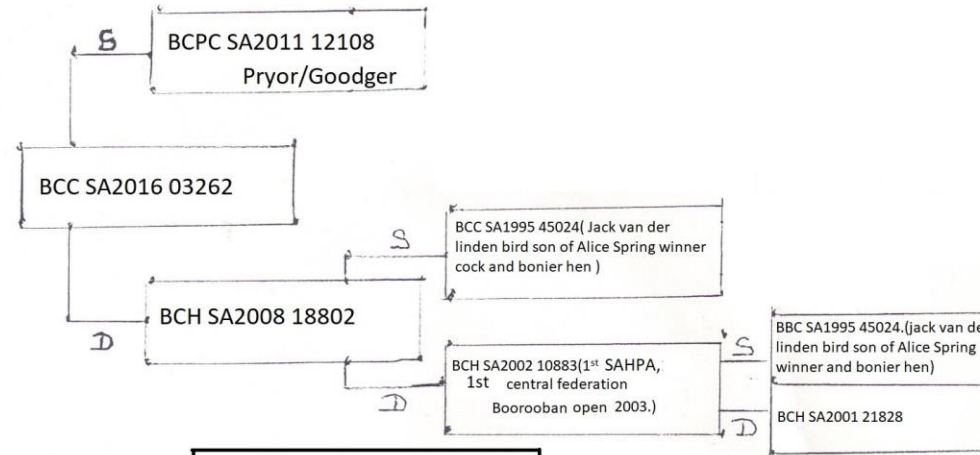 S
BCPC SA2011 12108
Pryor/Goodger
BCC SA2016 03262
D
BCH SA2008 18802
S
BCC SA1995 45024( Jack van der
linden bird son of Alice Spring winner
cock and bonier hen )
D
BCH SA2002 10883(1st SAHPA,
1st central federation
Boorooban open 2003.)
S
BBC SA1995 45024.(jack van de
linden bird son of Alice Spring
winner and bonier hen)
D
BCH SA2001 21828